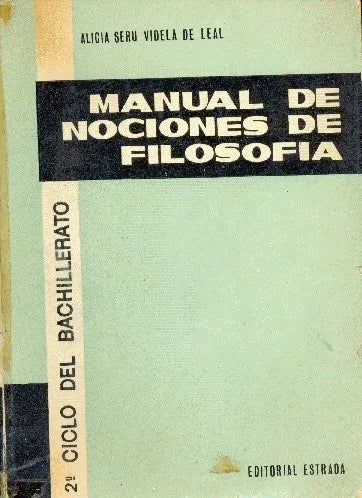 ALICIA SERU VIDELA DE LEAL
MANUAL DE
NOCIONES DE
FILOSOFIA
2º CICLO DEL BACHILLERATO
EDITORIAL ESTRADA